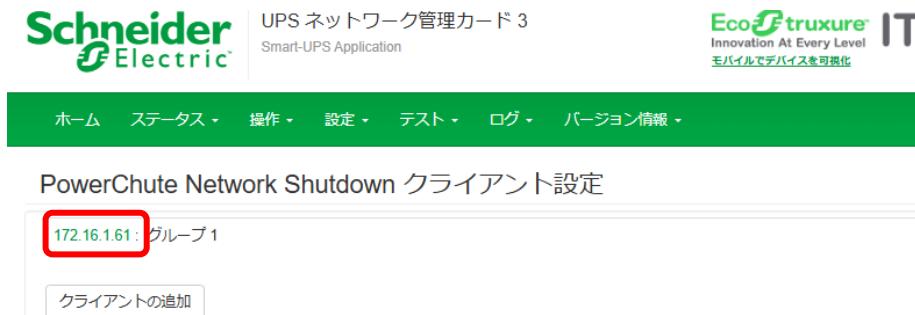 Schneider Electric
UPS ネットワーク管理カード 3
Smart-UPS Application
EcoStruxure IT
Innovation At Every Level
モバイルでデバイスを可視化
ホーム ステータス 操作 設定 テスト ログ バージョン情報
PowerChute Network Shutdown クライアント設定
172.16.1.61 : グループ 1
クライアントの追加